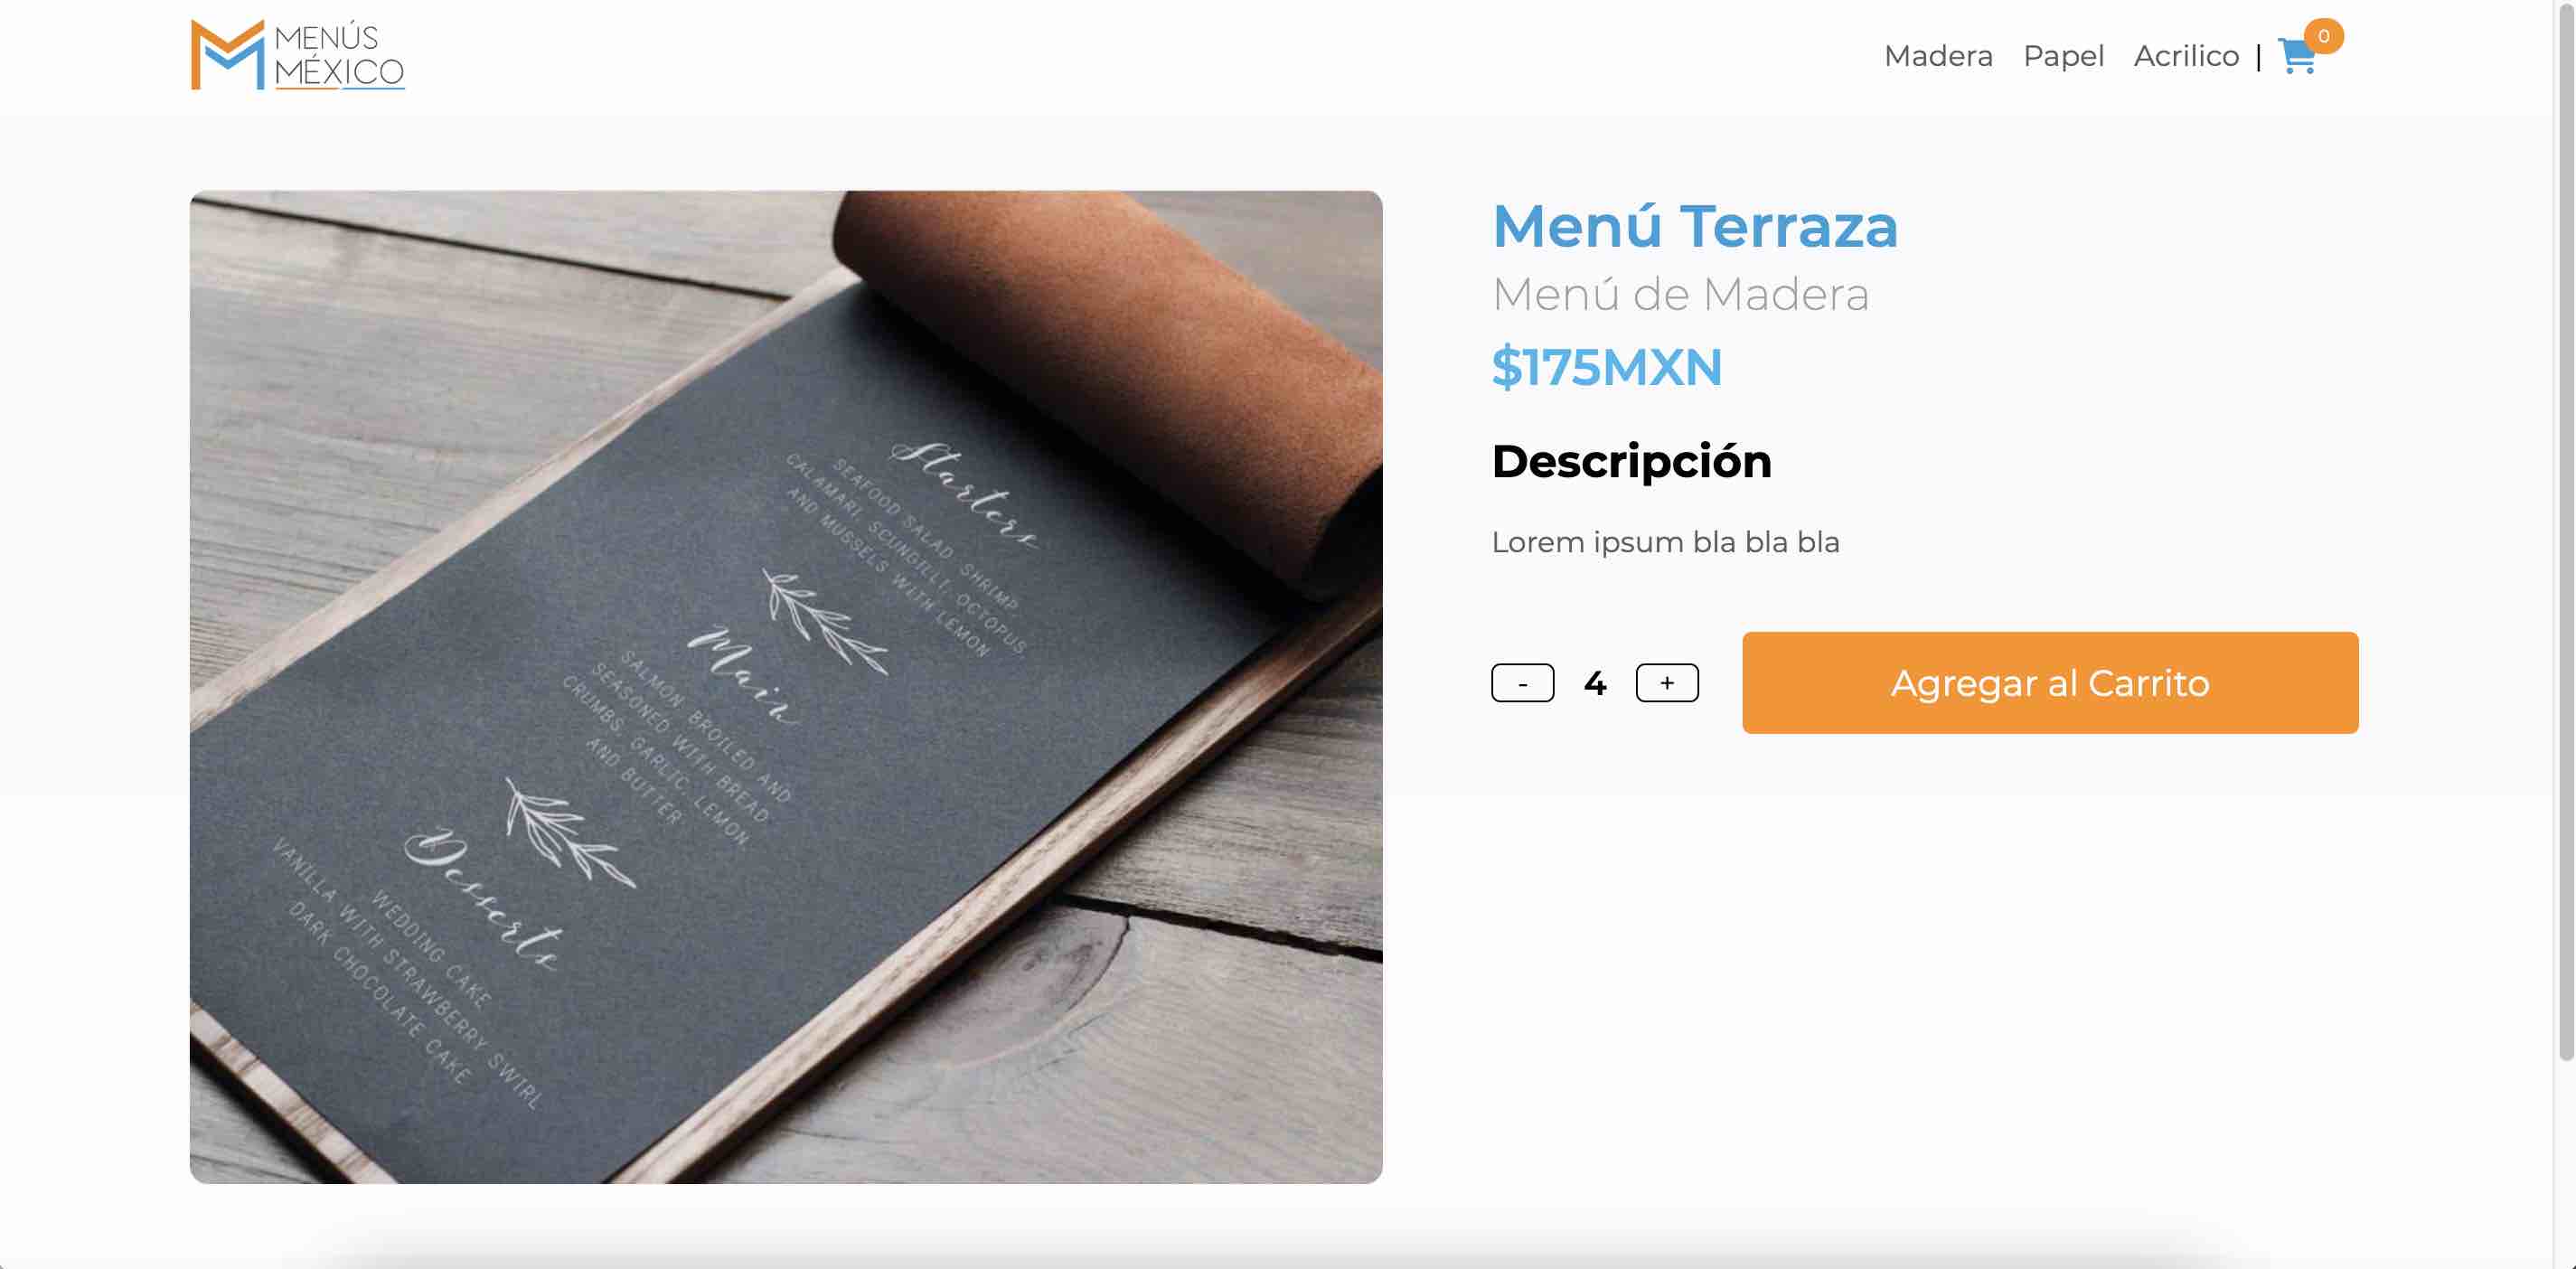 MENÚS
MÉXICO
Madera Papel Acrilico |
0
Starters
SEAFOOD SALAD - SHRIMP,
CALAMARI, SCUNGILLI, OCTOPUS,
AND MUSSELS WITH LEMON
Main
SALMON BROILED AND
SEASONED WITH BREAD
CRUMBS, GARLIC, LEMON,
AND BUTTER
Desserts
WEDDING CAKE
VANILLA WITH STRAWBERRY SWIRL
DARK CHOCOLATE CAKE
Menú Terraza
Menú de Madera
$175MXN
Descripción
Lorem ipsum bla bla bla
- 4 +
Agregar al Carrito